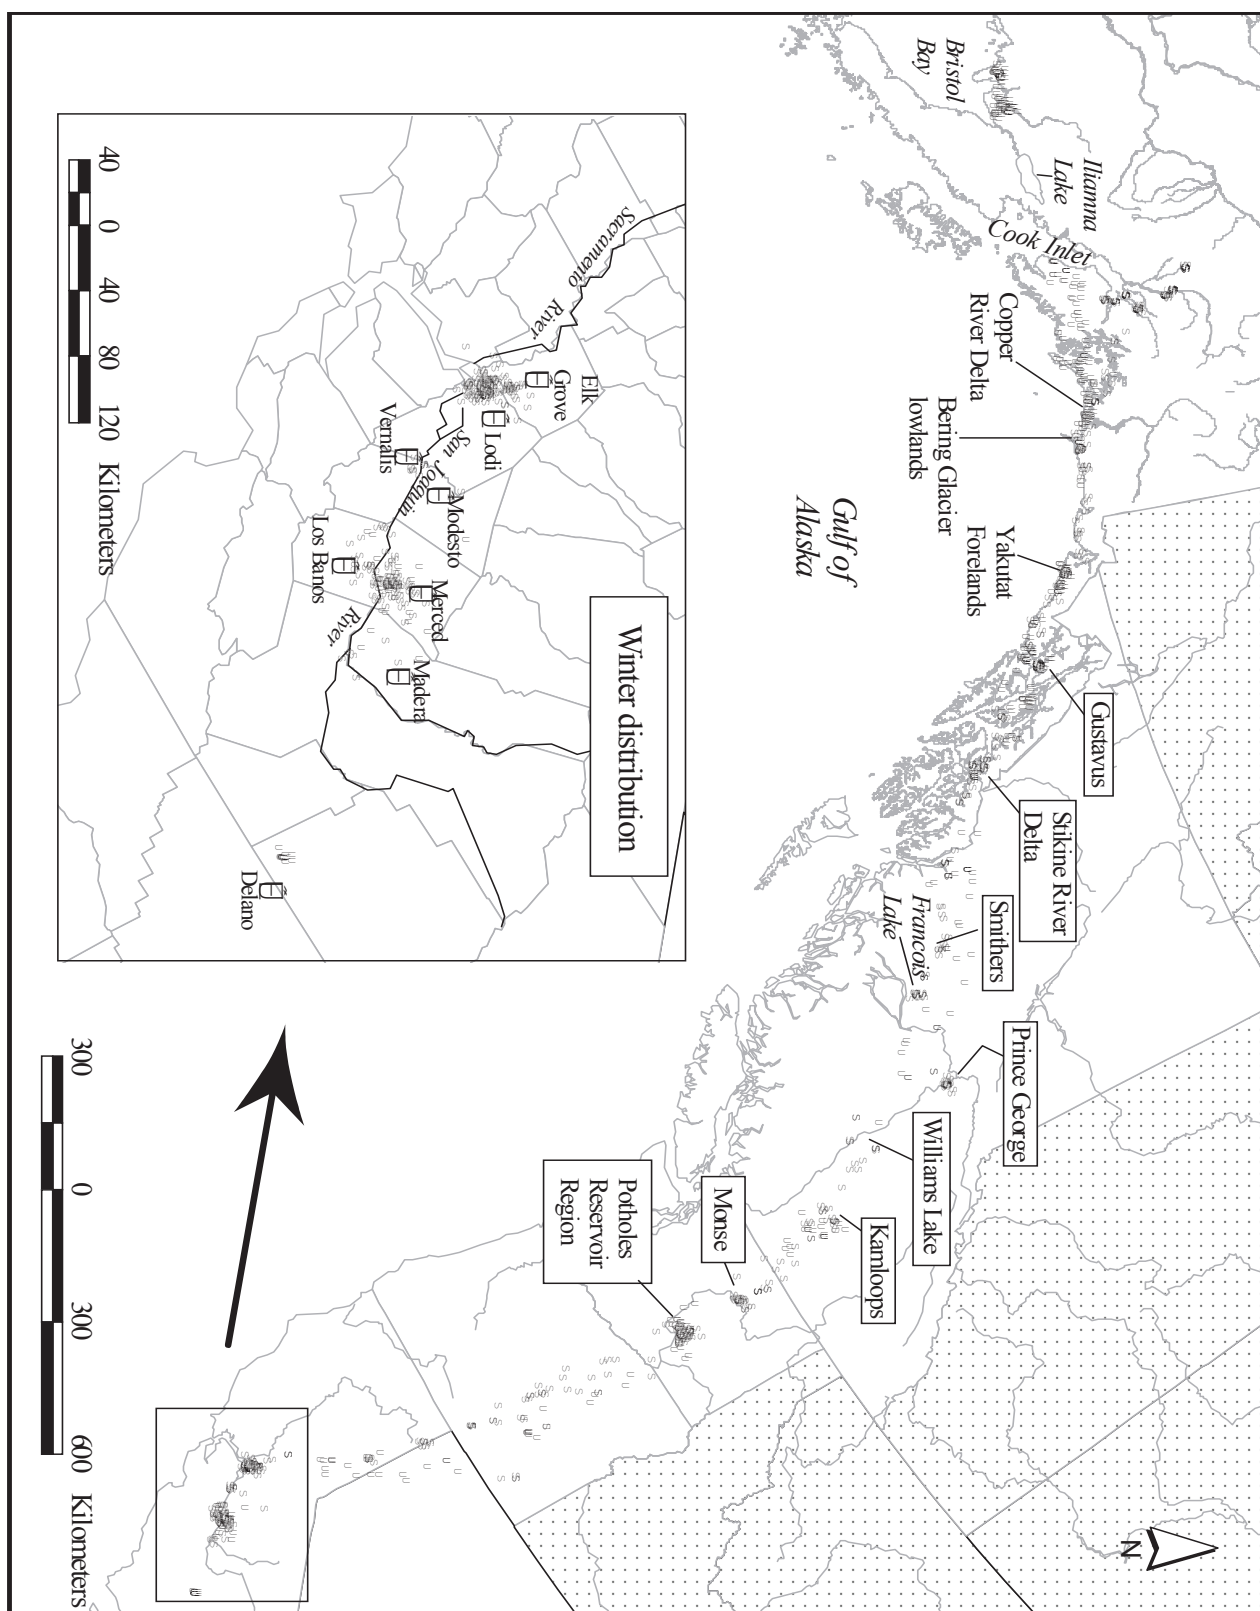 Bristol
Bay
Iliamna
Lake
Cook Inlet
Copper
River Delta
Bering Glacier
lowlands
Yakutat
Forelands
Gulf of
Alaska
Gustavus
Stikine River
Delta
Smithers
Francois
Lake
Prince George
Williams Lake
Kamloops
Monse
Potholes
Reservoir
Region
N
300 0 300 600 Kilometers
Winter distribution
Sacramento
River
Elk
Grove
Lodi
San Joaquin
River
Vernalis
Modesto
Los Banos
Merced
Madera
Delano
40 0 40 80 120 Kilometers